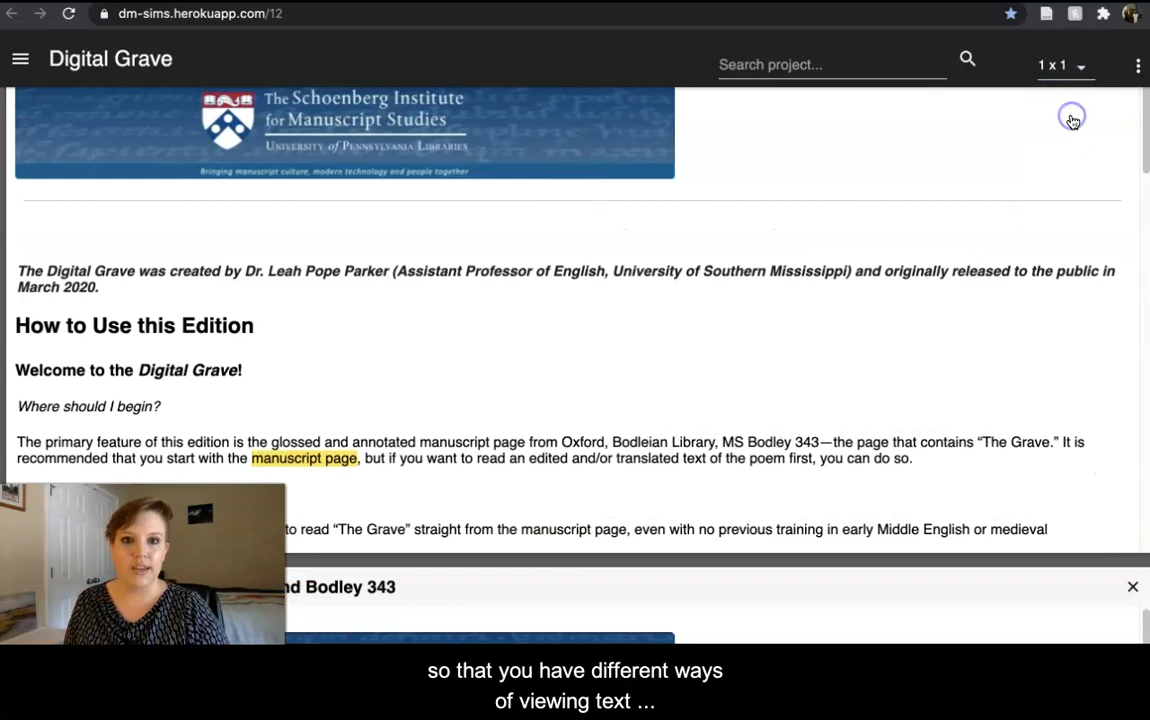 dm-sims.herokuapp.com/12
Digital Grave
Search project...
1 x 1
The Schoenberg Institute
for Manuscript Studies
UNIVERSITY of PENNSYLVANIA LIBRARIES
Bringing manuscript culture, modern technology and people together
The Digital Grave was created by Dr. Leah Pope Parker (Assistant Professor of English, University of Southern Mississippi) and originally released to the public in
March 2020.
How to Use this Edition
Welcome to the Digital Grave!
Where should I begin?
The primary feature of this edition is the glossed and annotated manuscript page from Oxford, Bodleian Library, MS Bodley 343—the page that contains “The Grave.” It is
recommended that you start with the manuscript page, but if you want to read an edited and/or translated text of the poem first, you can do so.
to read “The Grave” straight from the manuscript page, even with no previous training in early Middle English or medieval
nd Bodley 343
so that you have different ways
of viewing text ...